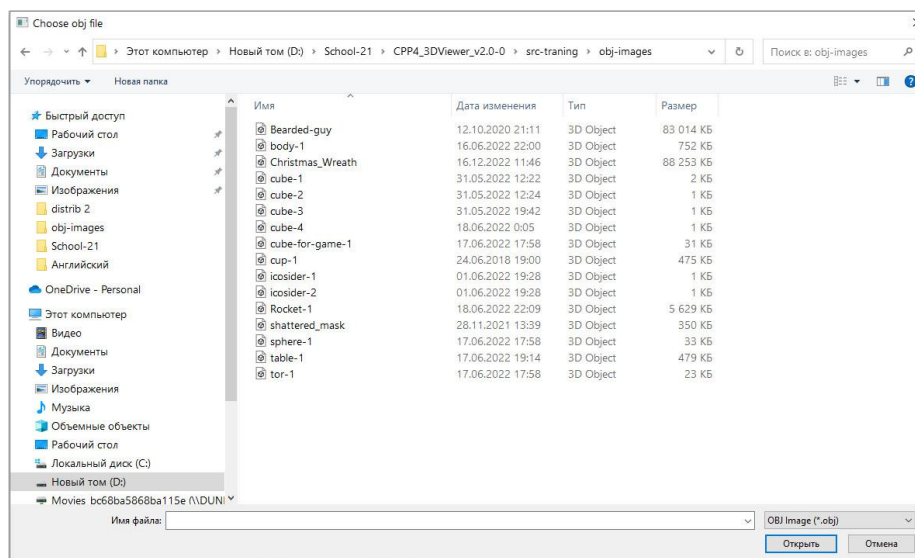 Choose obj file
Этот компьютер › Новый том (D:) › School-21 › CPP4_3DViewer_v2.0-0 › src-traning › obj-images
Поиск в: obj-images
Упорядочить
Новая папка
Быстрый доступ
Рабочий стол
Загрузки
Документы
Изображения
distrib 2
obj-images
School-21
Английский
OneDrive - Personal
Этот компьютер
Видео
Документы
Загрузки
Изображения
Музыка
Объемные объекты
Рабочий стол
Локальный диск (C:)
Новый том (D:)
Movies_bc68ba5868ba115e (\\DUNI
Имя Дата изменения Тип Размер
Bearded-guy 12.10.2020 21:11 3D Object 83 014 КБ
body-1 16.06.2022 22:00 3D Object 752 КБ
Christmas_Wreath 16.12.2022 11:46 3D Object 88 253 КБ
cube-1 31.05.2022 12:22 3D Object 2 КБ
cube-2 31.05.2022 12:24 3D Object 1 КБ
cube-3 31.05.2022 19:42 3D Object 1 КБ
cube-4 18.06.2022 0:05 3D Object 1 КБ
cube-for-game-1 17.06.2022 17:58 3D Object 31 КБ
cup-1 24.06.2018 19:00 3D Object 475 КБ
icosider-1 01.06.2022 19:28 3D Object 1 КБ
icosider-2 01.06.2022 19:28 3D Object 1 КБ
Rocket-1 18.06.2022 22:09 3D Object 5 629 КБ
shattered_mask 28.11.2021 13:39 3D Object 350 КБ
sphere-1 17.06.2022 17:58 3D Object 33 КБ
table-1 17.06.2022 19:14 3D Object 479 КБ
tor-1 17.06.2022 17:58 3D Object 23 КБ
Имя файла:
OBJ Image (*.obj)
Открыть
Отмена